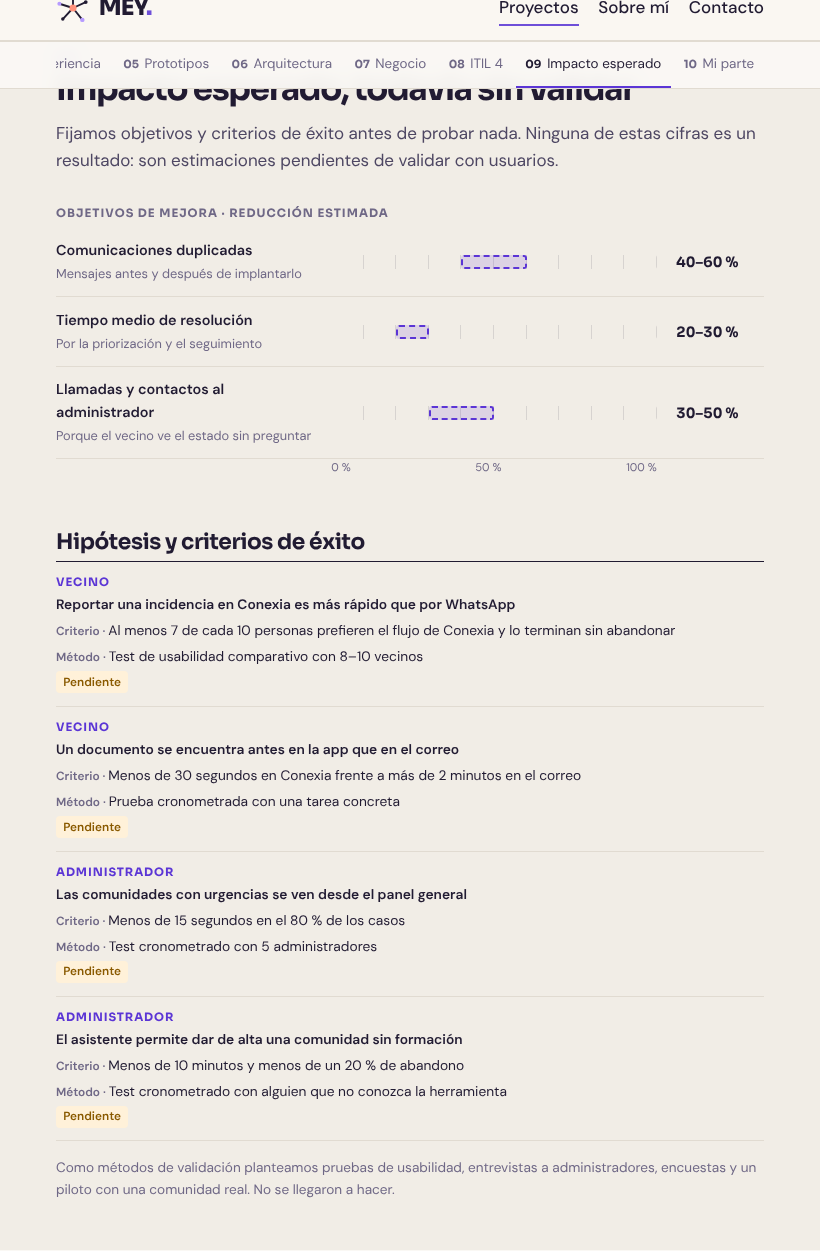 MEY.
Proyectos Sobre mí Contacto
eriencia 05 Prototipos 06 Arquitectura 07 Negocio 08 ITIL 4 09 Impacto esperado 10 Mi parte
Impacto esperado, todavía sin validar
Fijamos objetivos y criterios de éxito antes de probar nada. Ninguna de estas cifras es un
resultado: son estimaciones pendientes de validar con usuarios.
OBJETIVOS DE MEJORA · REDUCCIÓN ESTIMADA
Comunicaciones duplicadas
Mensajes antes y después de implantarlo
40–60 %
Tiempo medio de resolución
Por la priorización y el seguimiento
20–30 %
Llamadas y contactos al
administrador
Porque el vecino ve el estado sin preguntar
30–50 %
0 % 50 % 100 %
Hipótesis y criterios de éxito
VECINO
Reportar una incidencia en Conexia es más rápido que por WhatsApp
Criterio · Al menos 7 de cada 10 personas prefieren el flujo de Conexia y lo terminan sin abandonar
Método · Test de usabilidad comparativo con 8–10 vecinos
Pendiente
VECINO
Un documento se encuentra antes en la app que en el correo
Criterio · Menos de 30 segundos en Conexia frente a más de 2 minutos en el correo
Método · Prueba cronometrada con una tarea concreta
Pendiente
ADMINISTRADOR
Las comunidades con urgencias se ven desde el panel general
Criterio · Menos de 15 segundos en el 80 % de los casos
Método · Test cronometrado con 5 administradores
Pendiente
ADMINISTRADOR
El asistente permite dar de alta una comunidad sin formación
Criterio · Menos de 10 minutos y menos de un 20 % de abandono
Método · Test cronometrado con alguien que no conozca la herramienta
Pendiente
Como métodos de validación planteamos pruebas de usabilidad, entrevistas a administradores, encuestas y un
piloto con una comunidad real. No se llegaron a hacer.